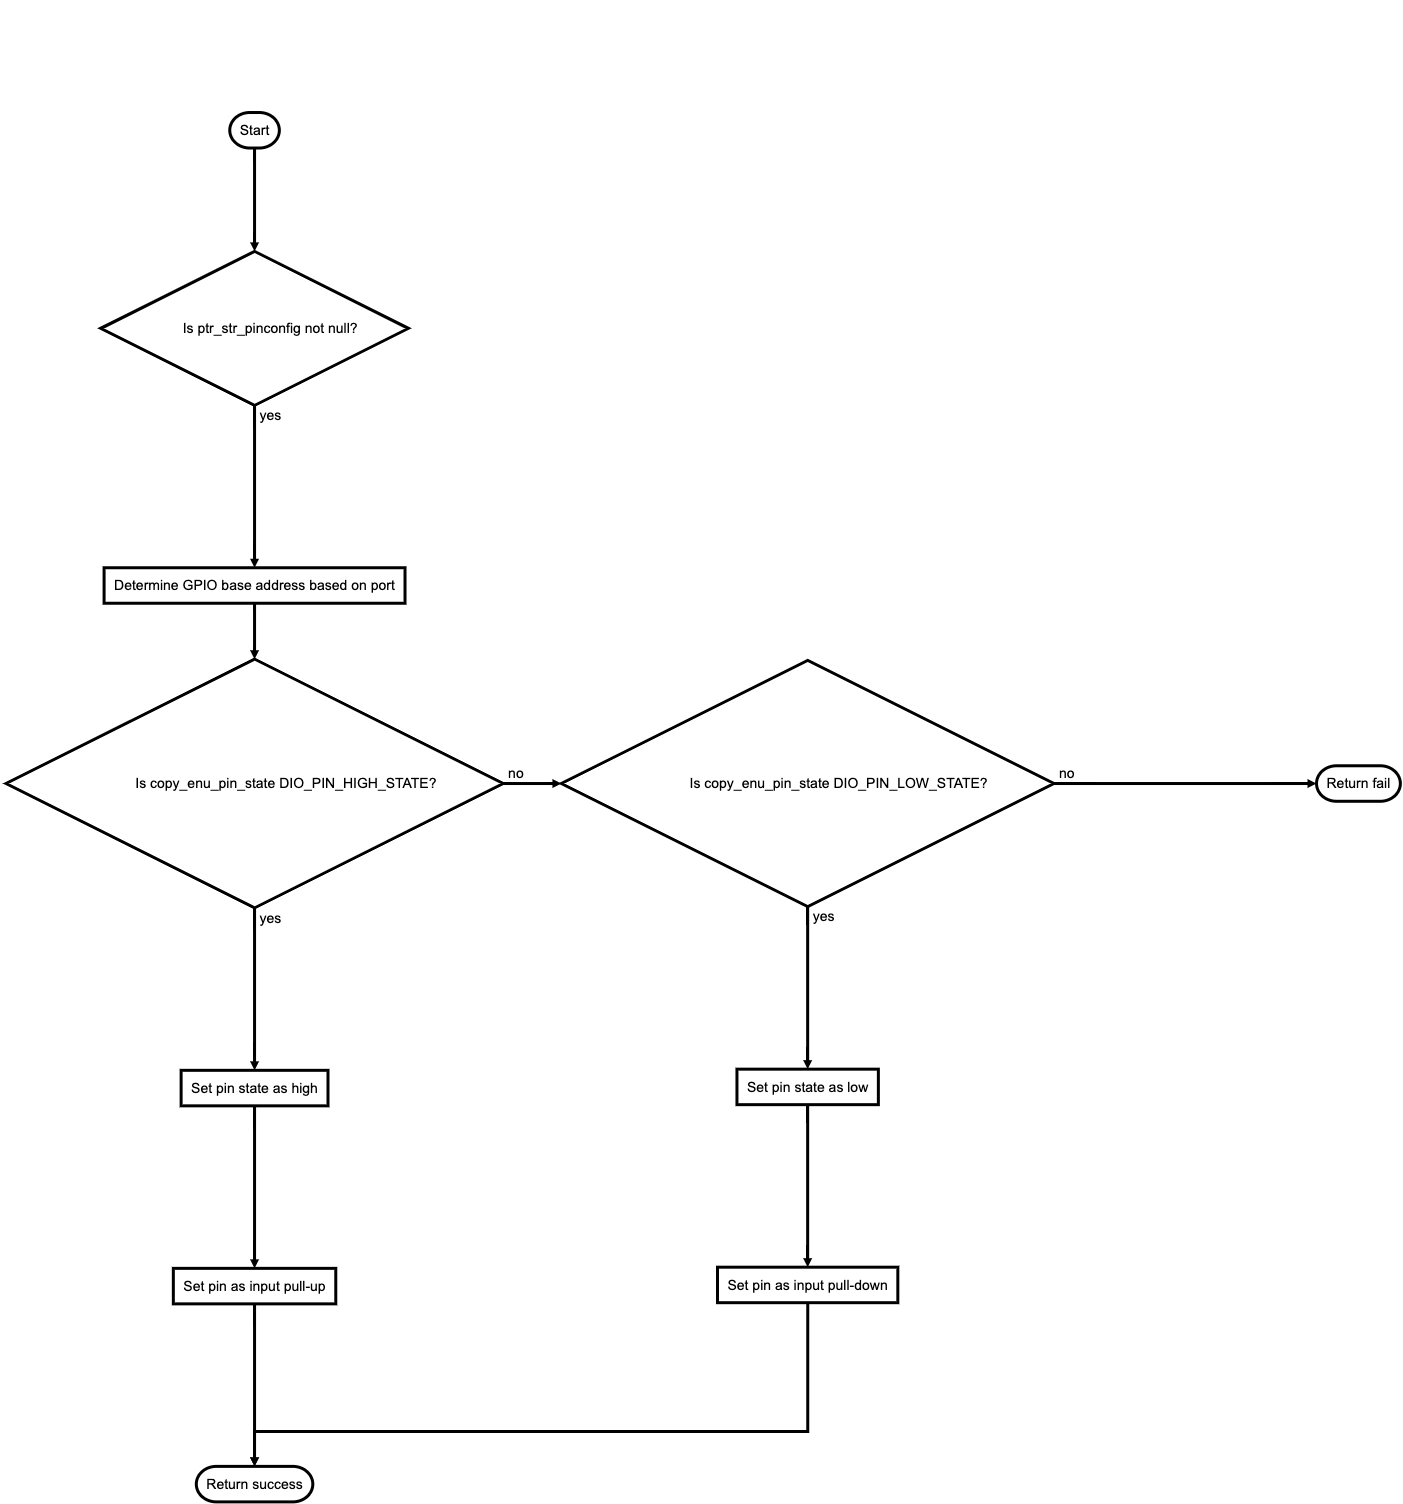 Start
Is ptr_str_pinconfig not null?
yes
Determine GPIO base address based on port
Is copy_enu_pin_state DIO_PIN_HIGH_STATE?
no
Is copy_enu_pin_state DIO_PIN_LOW_STATE?
no
Return fail
yes
yes
Set pin state as high
Set pin state as low
Set pin as input pull-up
Set pin as input pull-down
Return success